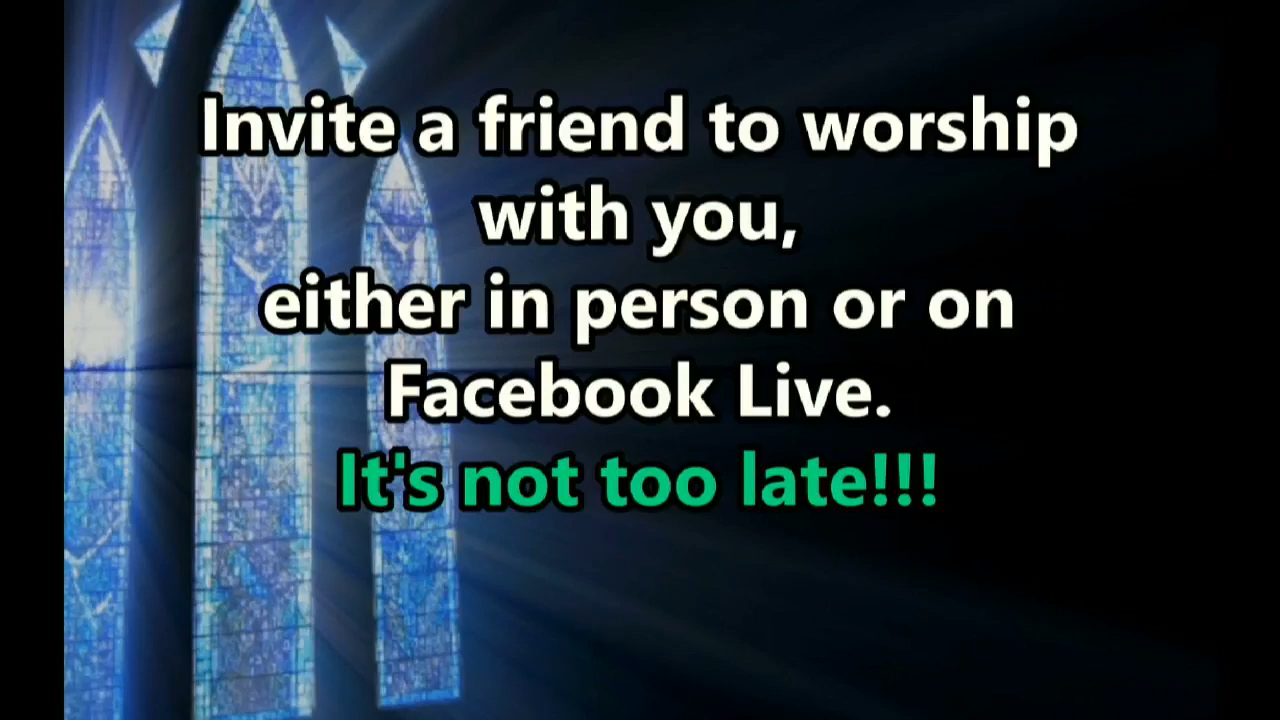 Invite a friend to worship
with you,
either in person or on
Facebook Live.
It's not too late!!!